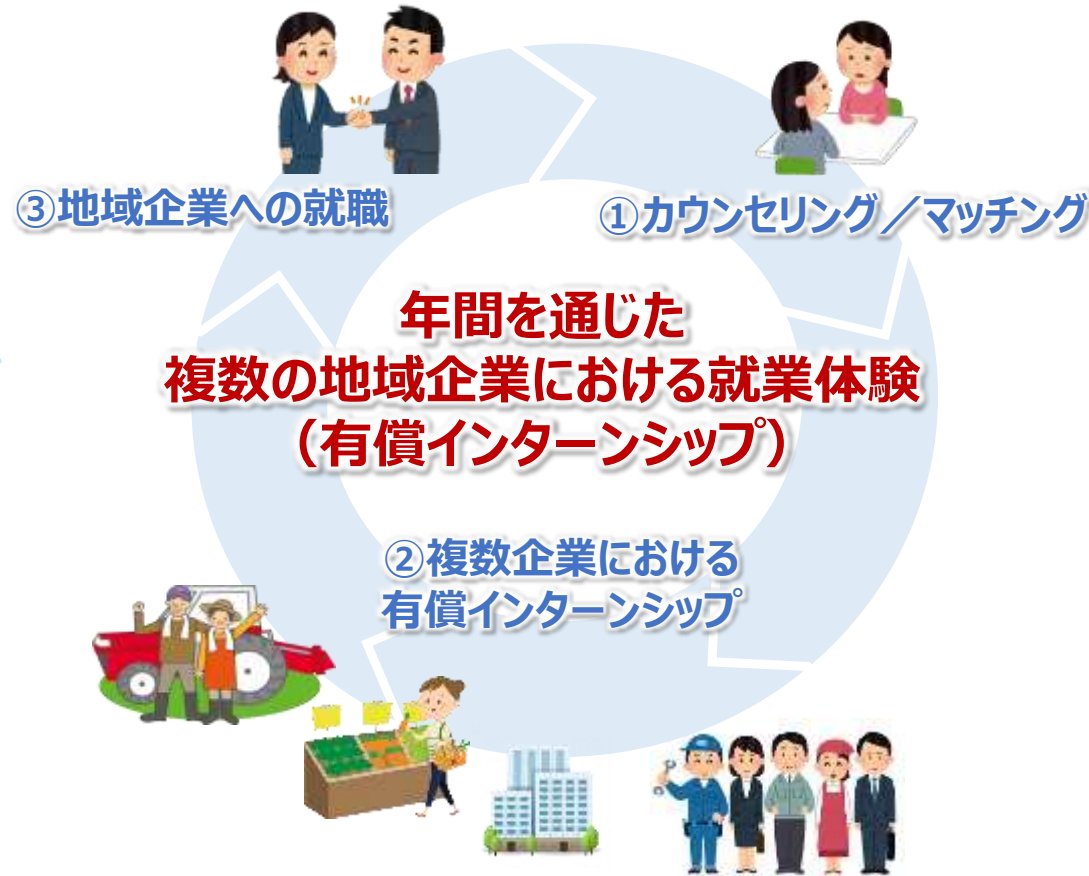 ③地域企業への就職
①カウンセリング／マッチング
年間を通じた
複数の地域企業における就業体験
（有償インターンシップ）
②複数企業における
有償インターンシップ